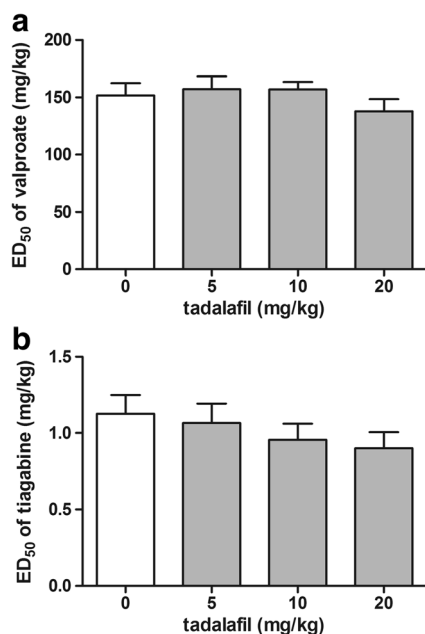 a
ED₅₀ of valproate (mg/kg)
200
150
100
50
0
0 5 10 20
tadalafil (mg/kg)
b
ED₅₀ of tiagabine (mg/kg)
1.5
1.0
0.5
0.0
0 5 10 20
tadalafil (mg/kg)